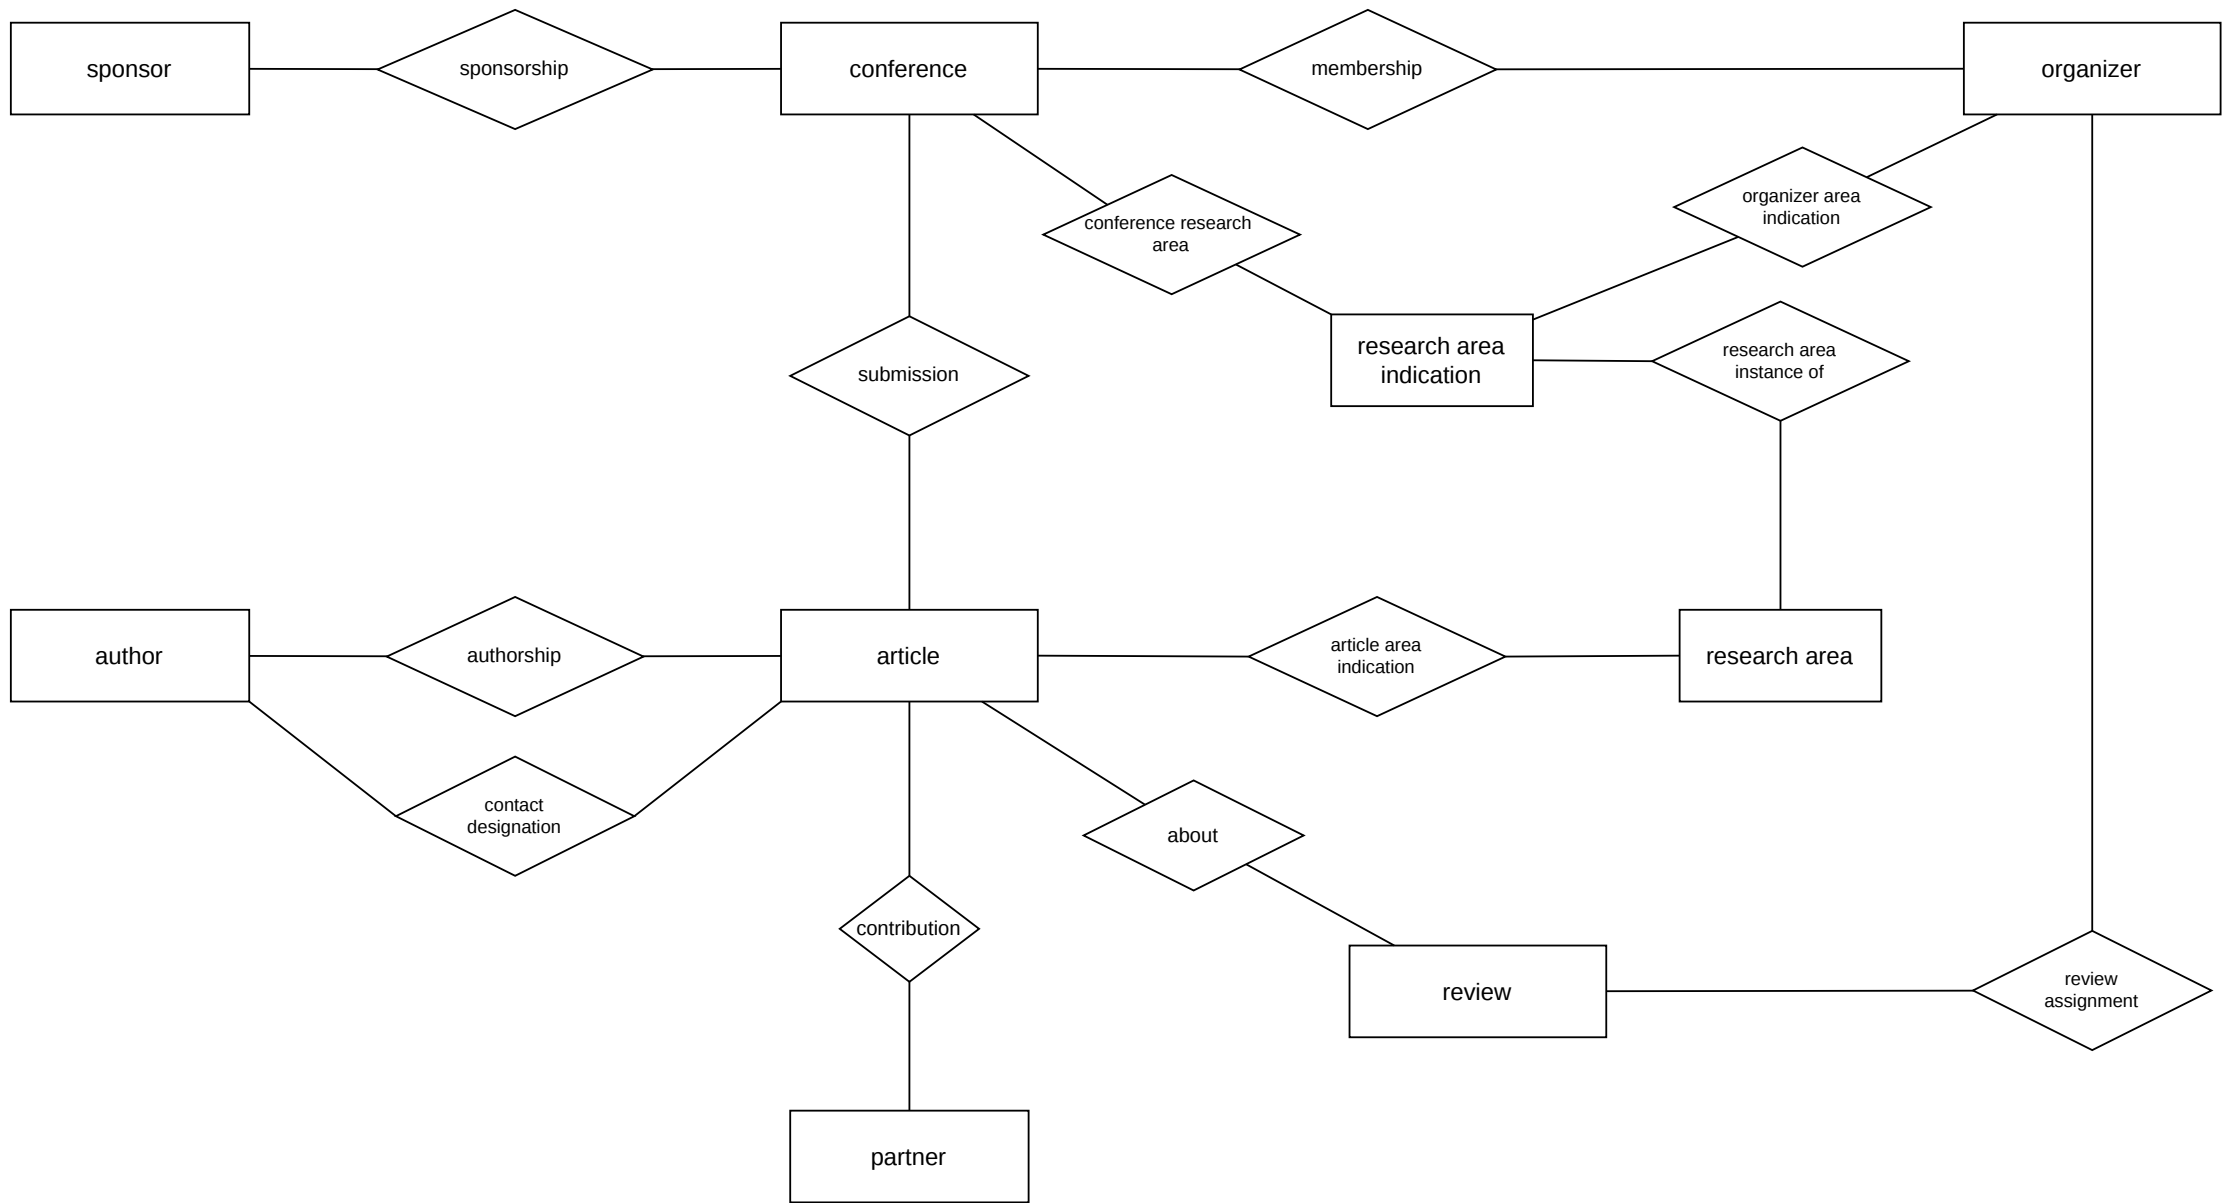 sponsor
sponsorship
conference
membership
organizer
organizer area
indication
conference research
area
research area
indication
research area
instance of
submission
author
authorship
article
article area
indication
research area
contact
designation
about
contribution
review
review
assignment
partner